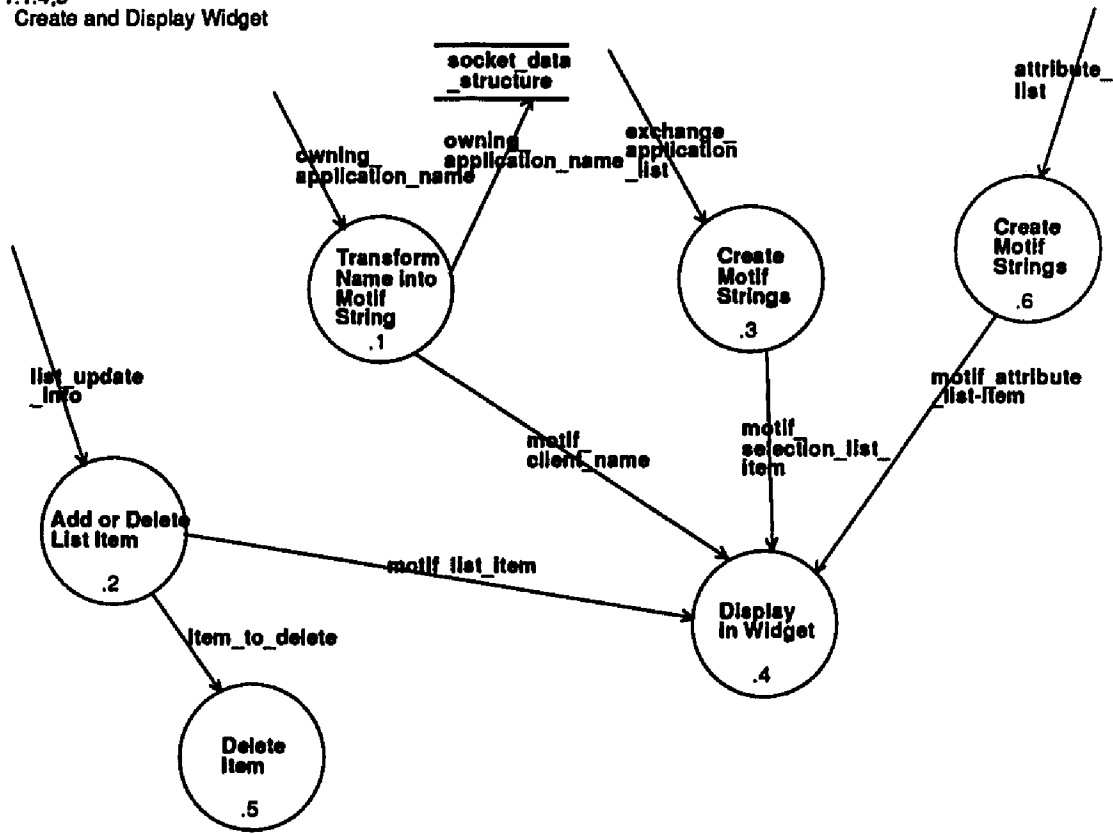 Create and Display Widget
socket_data
_structure
attribute_
list
owning_
application_name
owning_
application_name
exchange_
application
_list
Transform
Name into
Motif
String
.1
Create
Motif
Strings
.3
Create
Motif
Strings
.6
list_update
_info
motif_
client_name
motif_
selection_list_
item
motif_attribute
_list-item
Add or Delete
List Item
.2
motif_list_item
item_to_delete
Display
in Widget
.4
Delete
Item
.5